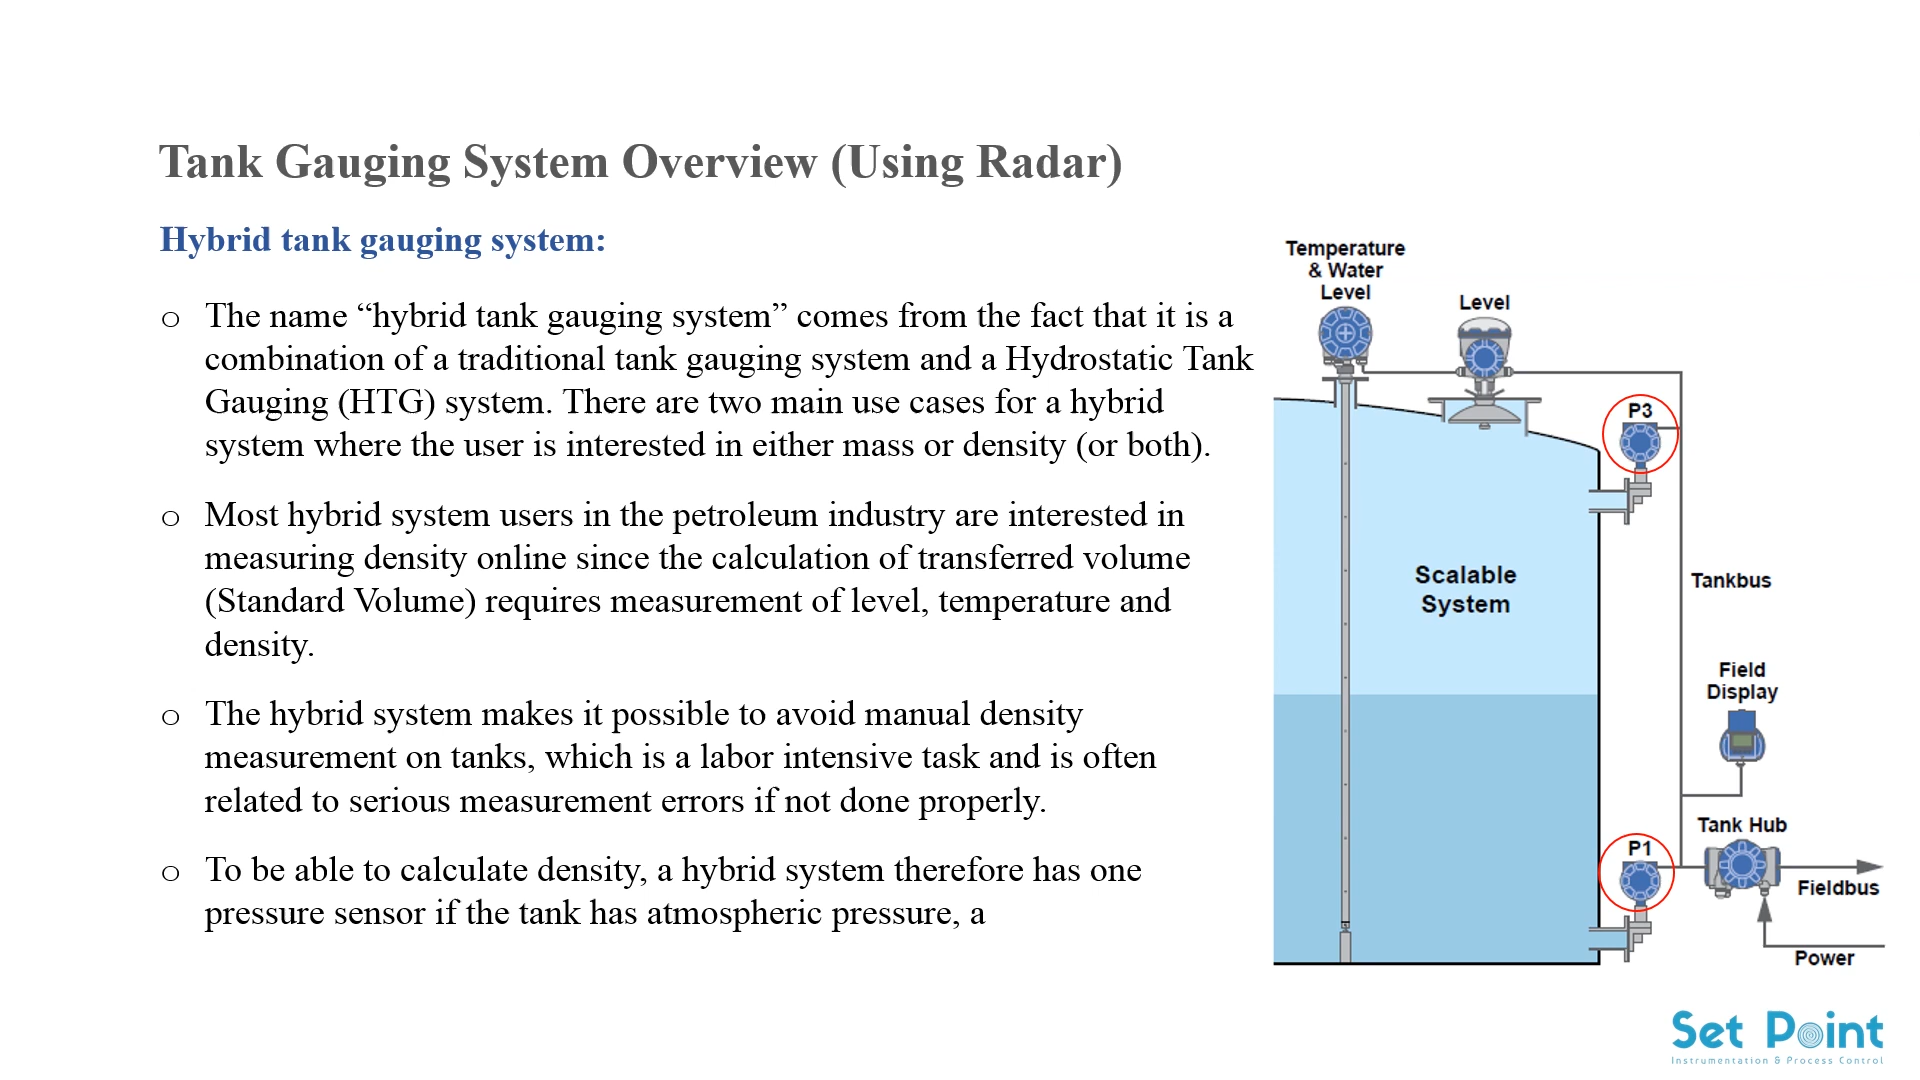 Tank Gauging System Overview (Using Radar)
Hybrid tank gauging system:
o The name “hybrid tank gauging system” comes from the fact that it is a
combination of a traditional tank gauging system and a Hydrostatic Tank
Gauging (HTG) system. There are two main use cases for a hybrid
system where the user is interested in either mass or density (or both).
o Most hybrid system users in the petroleum industry are interested in
measuring density online since the calculation of transferred volume
(Standard Volume) requires measurement of level, temperature and
density.
o The hybrid system makes it possible to avoid manual density
measurement on tanks, which is a labor intensive task and is often
related to serious measurement errors if not done properly.
o To be able to calculate density, a hybrid system therefore has one
pressure sensor if the tank has atmospheric pressure, a
Temperature
& Water
Level
Level
P3
Scalable
System
Tankbus
Field
Display
Tank Hub
P1
Fieldbus
Power
Set Point
Instrumentation & Process Control